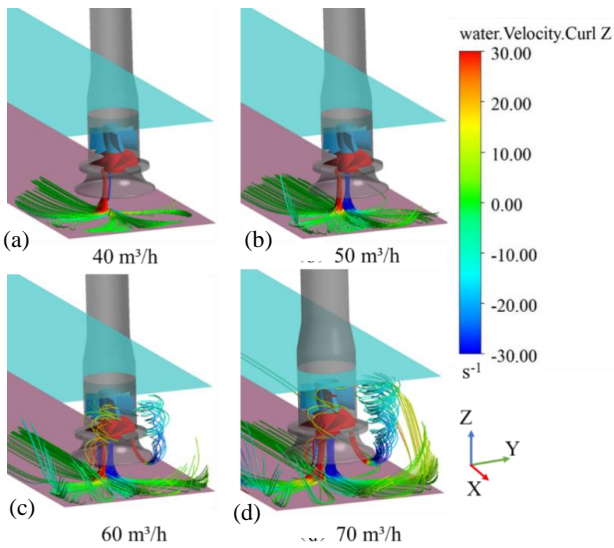 water.Velocity.Curl Z
30.00
20.00
10.00
0.00
-10.00
-20.00
-30.00
s⁻¹
(a)
40 m³/h
(b)
50 m³/h
(c)
60 m³/h
(d)
70 m³/h
Z
Y
X